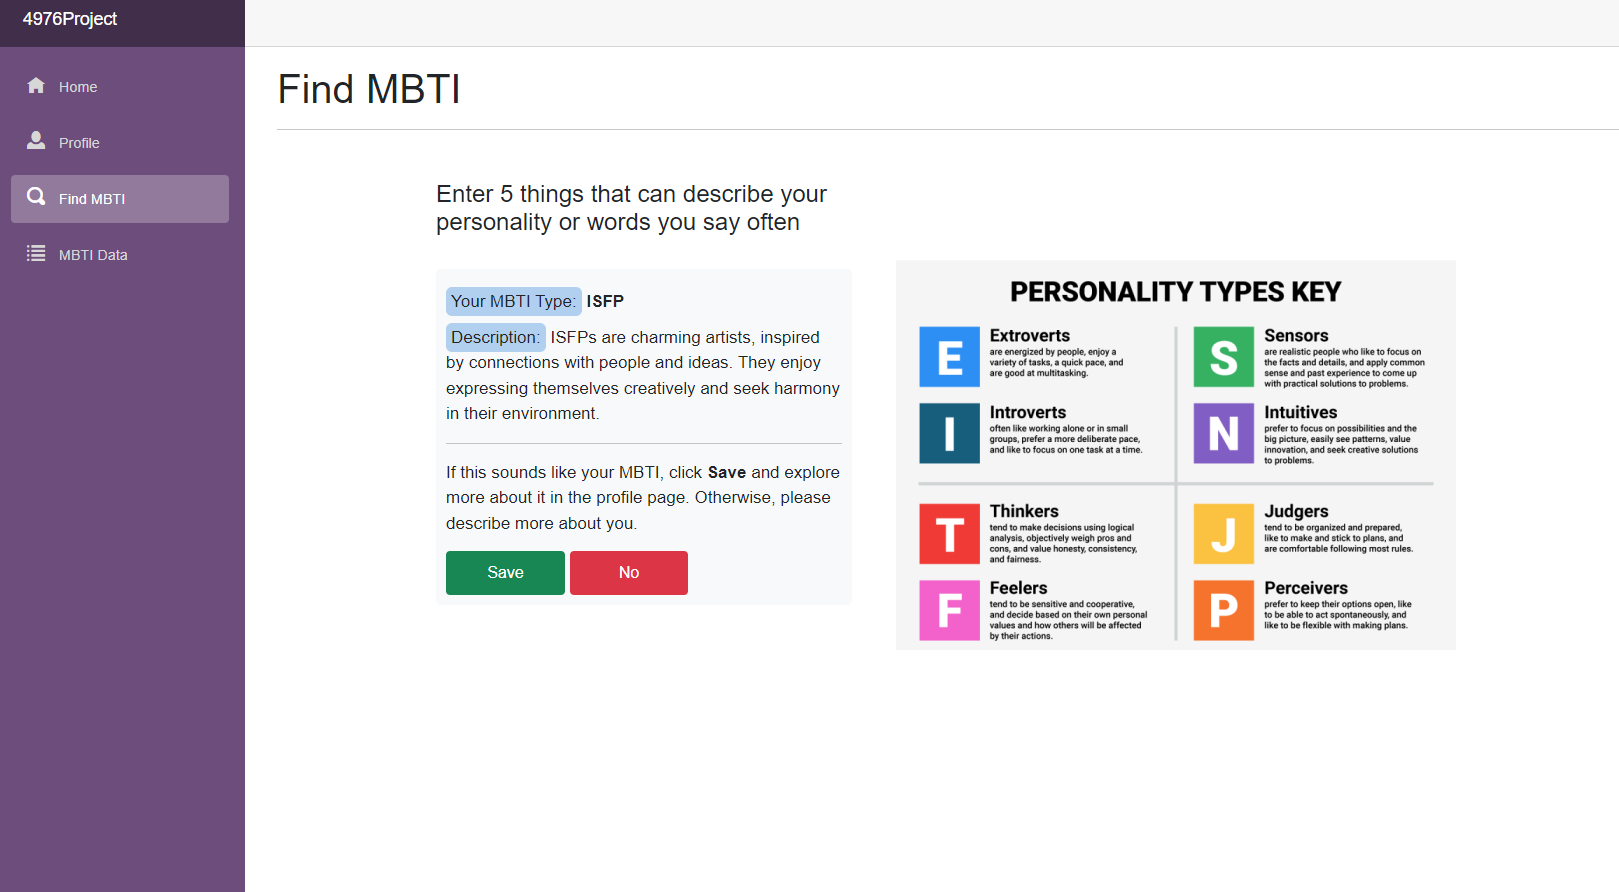 4976Project
Home
Profile
Find MBTI
MBTI Data
Find MBTI
Enter 5 things that can describe your
personality or words you say often
Your MBTI Type: ISFP
Description: ISFPs are charming artists, inspired
by connections with people and ideas. They enjoy
expressing themselves creatively and seek harmony
in their environment.
If this sounds like your MBTI, click Save and explore
more about it in the profile page. Otherwise, please
describe more about you.
Save
No
PERSONALITY TYPES KEY
E
Extroverts
are energized by people, enjoy a
variety of tasks, a quick pace, and
are good at multitasking.
S
Sensors
are realistic people who like to focus on
the facts and details, and apply common
sense and past experience to come up
with practical solutions to problems.
I
Introverts
often like working alone or in small
groups, prefer a more deliberate pace,
and like to focus on one task at a time.
N
Intuitives
prefer to focus on possibilities and the
big picture, easily see patterns, value
innovation, and seek creative solutions
to problems.
T
Thinkers
tend to make decisions using logical
analysis, objectively weigh pros and
cons, and value honesty, consistency,
and fairness.
J
Judgers
tend to be organized and prepared,
like to make and stick to plans, and
are comfortable following most rules.
F
Feelers
tend to be sensitive and cooperative,
and decide based on their own personal
values and how others will be affected
by their actions.
P
Perceivers
prefer to keep their options open, like
to be able to act spontaneously, and
like to be flexible with making plans.